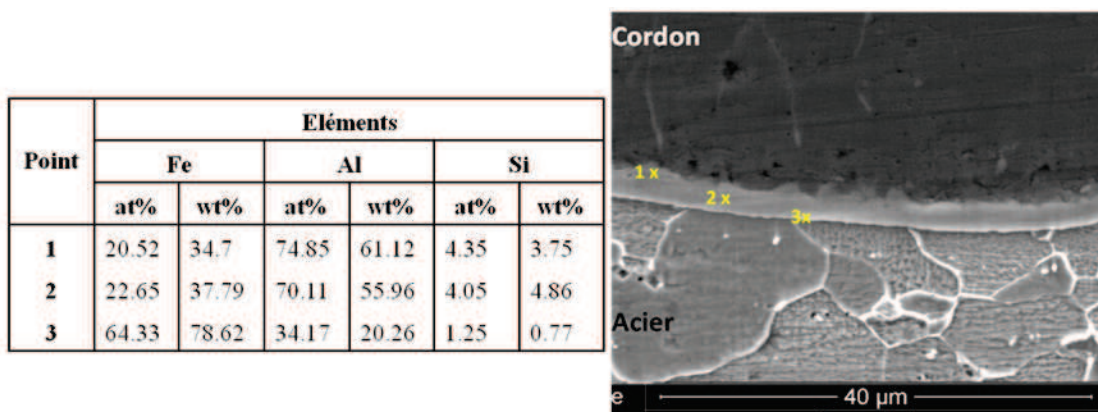 Eléments
Point
Fe Al Si
at% wt% at% wt% at% wt%
1 20.52 34.7 74.85 61.12 4.35 3.75
2 22.65 37.79 70.11 55.96 4.05 4.86
3 64.33 78.62 34.17 20.26 1.25 0.77
Cordon
1 x
2 x
3x
Acier
e 40 µm